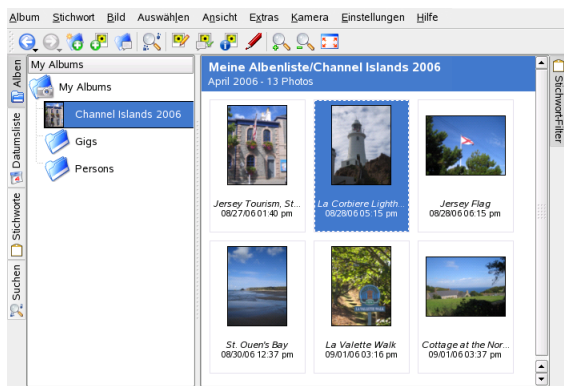 Album Stichwort Bild Auswählen Ansicht Extras Kamera Einstellungen Hilfe
Alben
Datumsliste
Stichworte
Suchen
My Albums
My Albums
Channel Islands 2006
Gigs
Persons
Meine Albenliste/Channel Islands 2006
April 2006 - 13 Photos
Jersey Tourism, St... La Corbiere Lighth... Jersey Flag
08/27/06 01:40 pm 08/28/06 05:15 pm 08/28/06 06:15 pm
St. Ouen's Bay La Valette Walk Cottage at the Nor...
08/30/06 12:37 pm 09/01/06 03:16 pm 09/01/06 03:37 pm
Stichwort-Filter